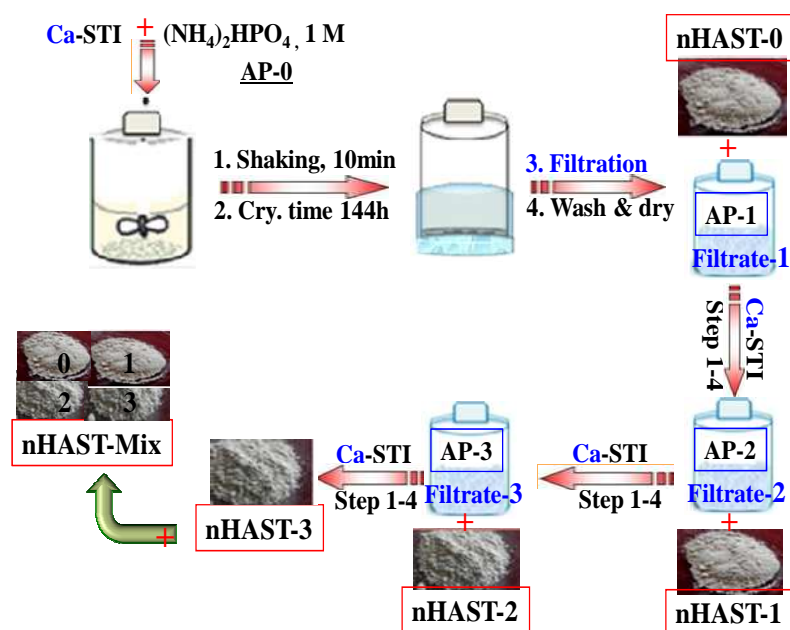 Ca-STI + (NH₄)₂HPO₄, 1 M
AP-0
1. Shaking, 10min
2. Cry. time 144h
3. Filtration
4. Wash & dry
nHAST-0
+
AP-1
Filtrate-1
Ca-STI
Step 1-4
AP-2
Filtrate-2
+
nHAST-1
Ca-STI
Step 1-4
AP-3
Filtrate-3
+
nHAST-2
Ca-STI
Step 1-4
nHAST-3
+
0 1
2 3
nHAST-Mix